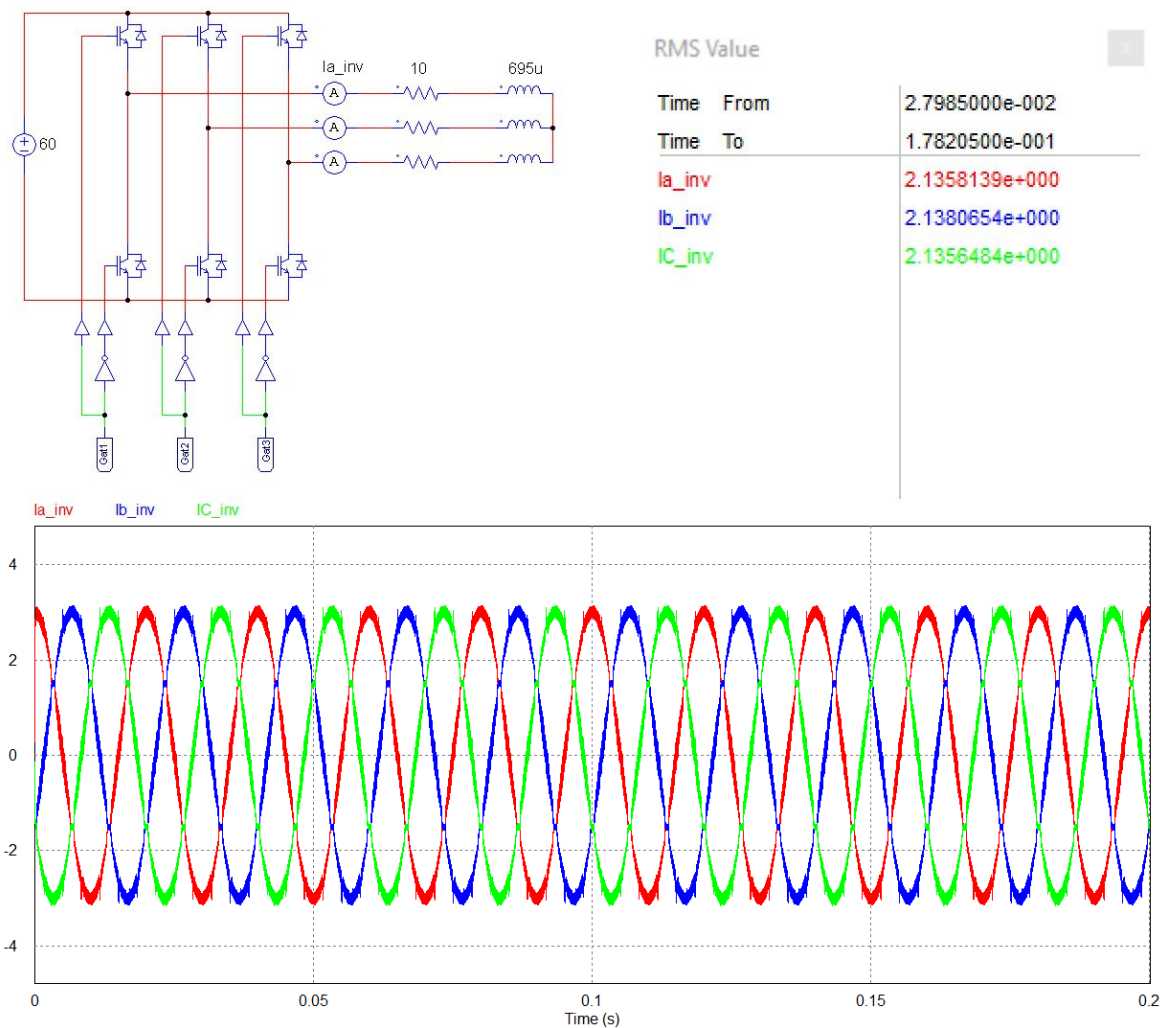 Ia_inv 10 695u
A
A
A
60
Gat1 Gat2 Gat3
RMS Value x
Time From 2.7985000e-002
Time To 1.7820500e-001
Ia_inv 2.1358139e+000
Ib_inv 2.1380654e+000
IC_inv 2.1356484e+000
Ia_inv Ib_inv IC_inv
4
2
0
-2
-4
0 0.05 0.1 0.15 0.2
Time (s)